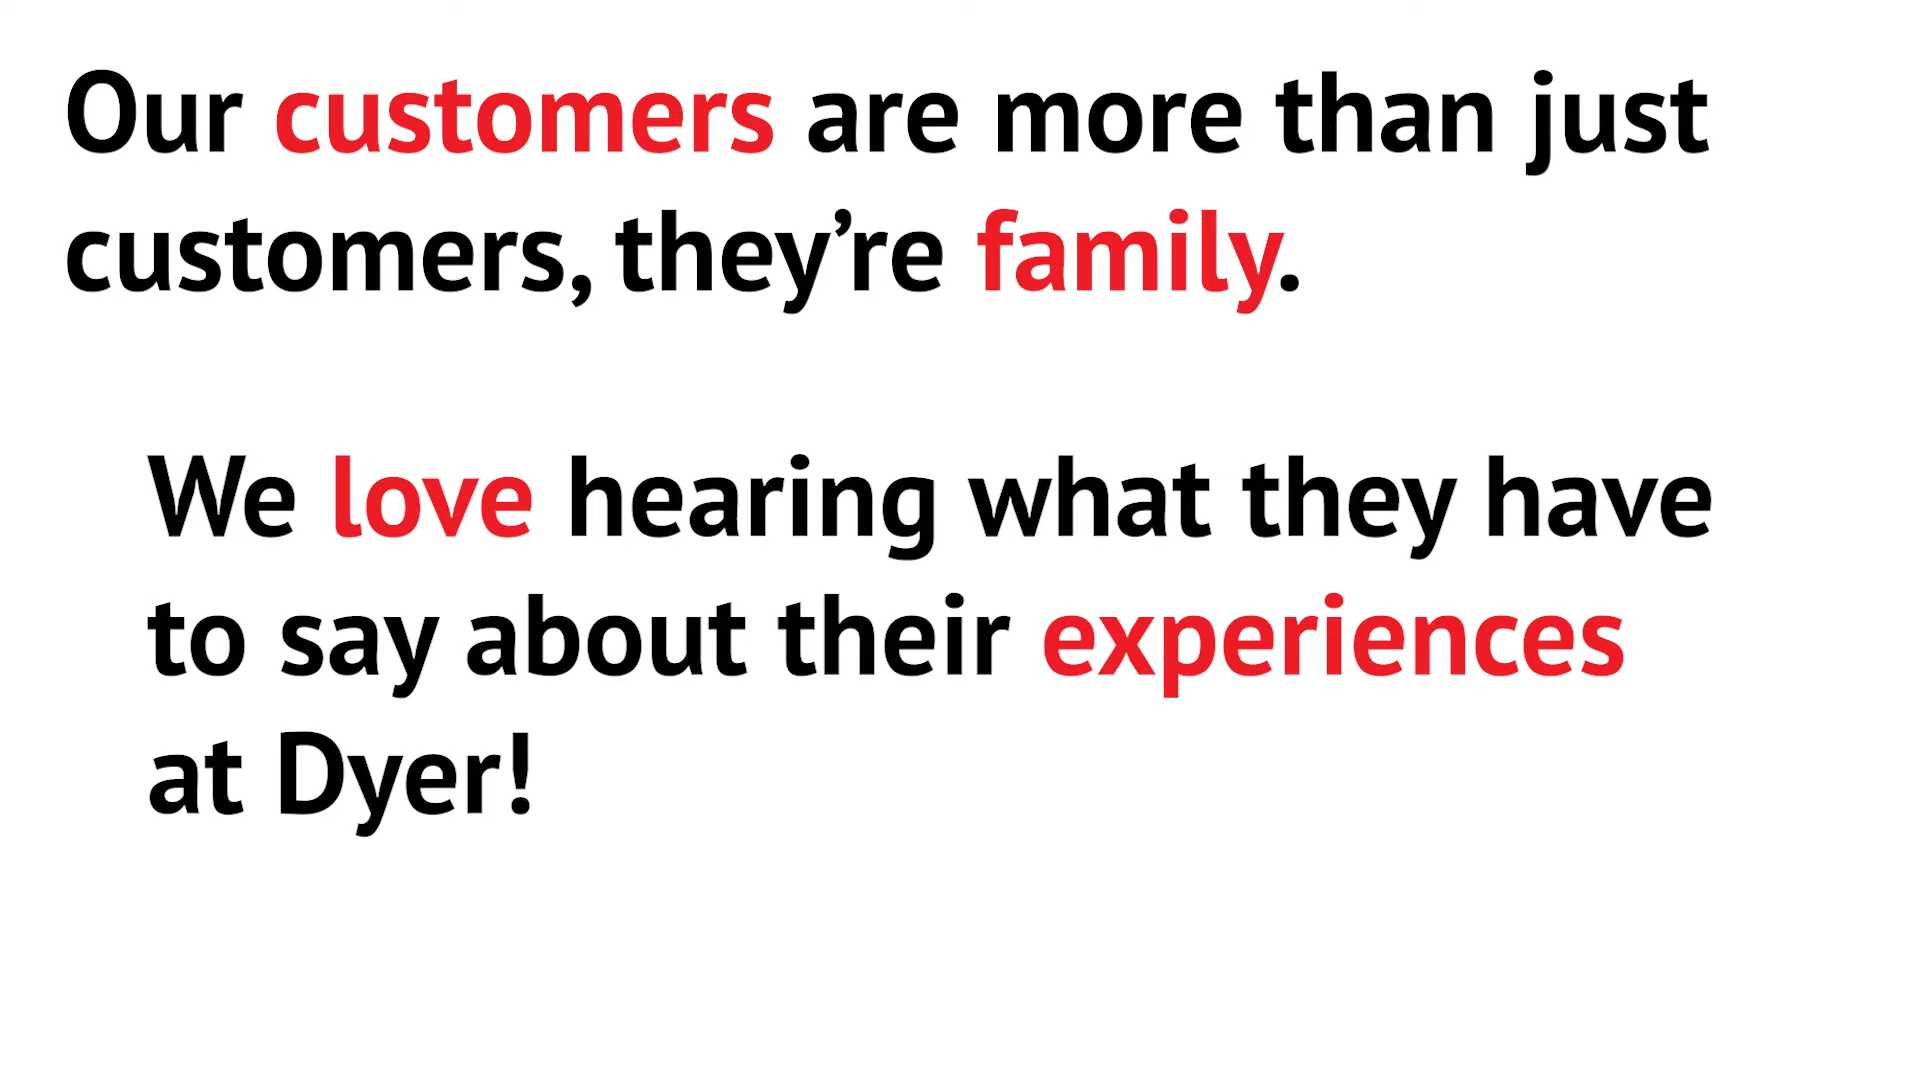 Our customers are more than just
customers, they’re family.
We love hearing what they have
to say about their experiences
at Dyer!